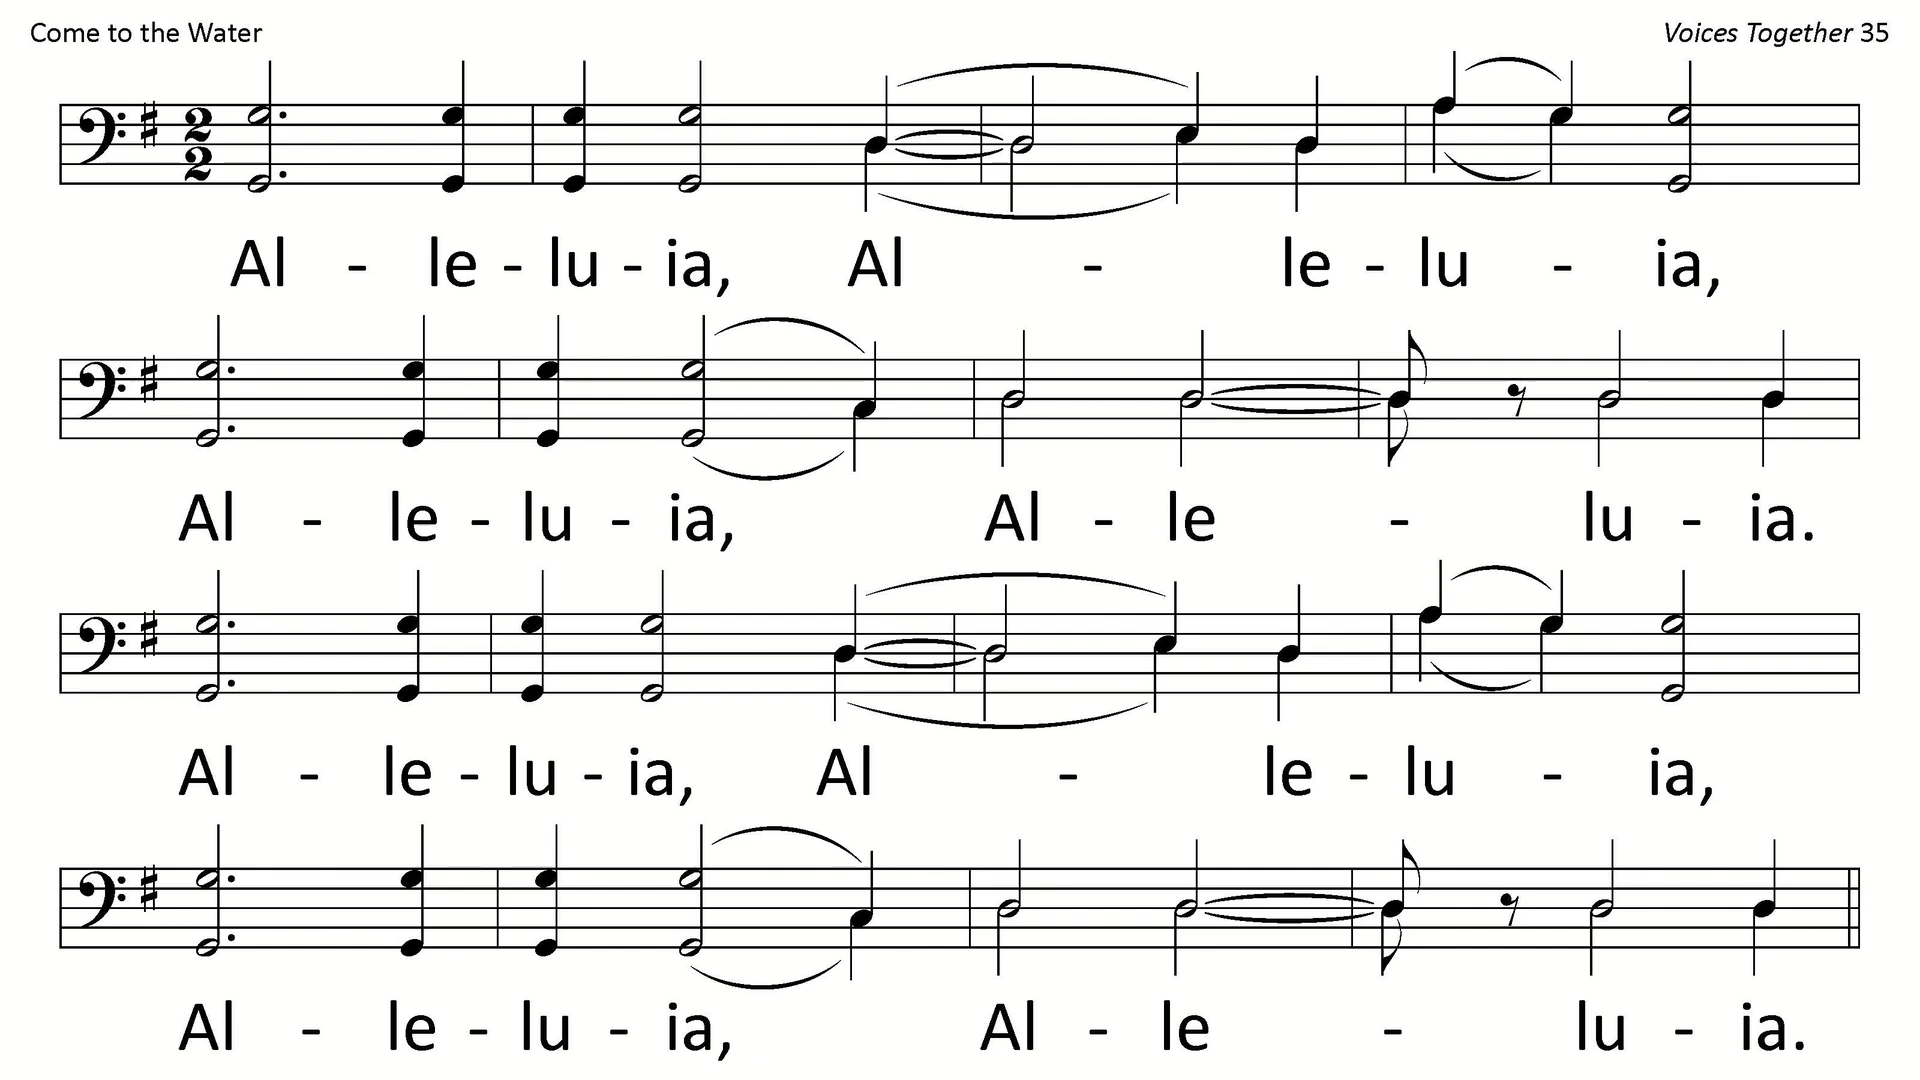 Come to the Water
Voices Together 35
2
2
Al - le - lu - ia, Al - le - lu - ia,
Al - le - lu - ia, Al - le - lu - ia.
Al - le - lu - ia, Al - le - lu - ia,
Al - le - lu - ia, Al - le - lu - ia.